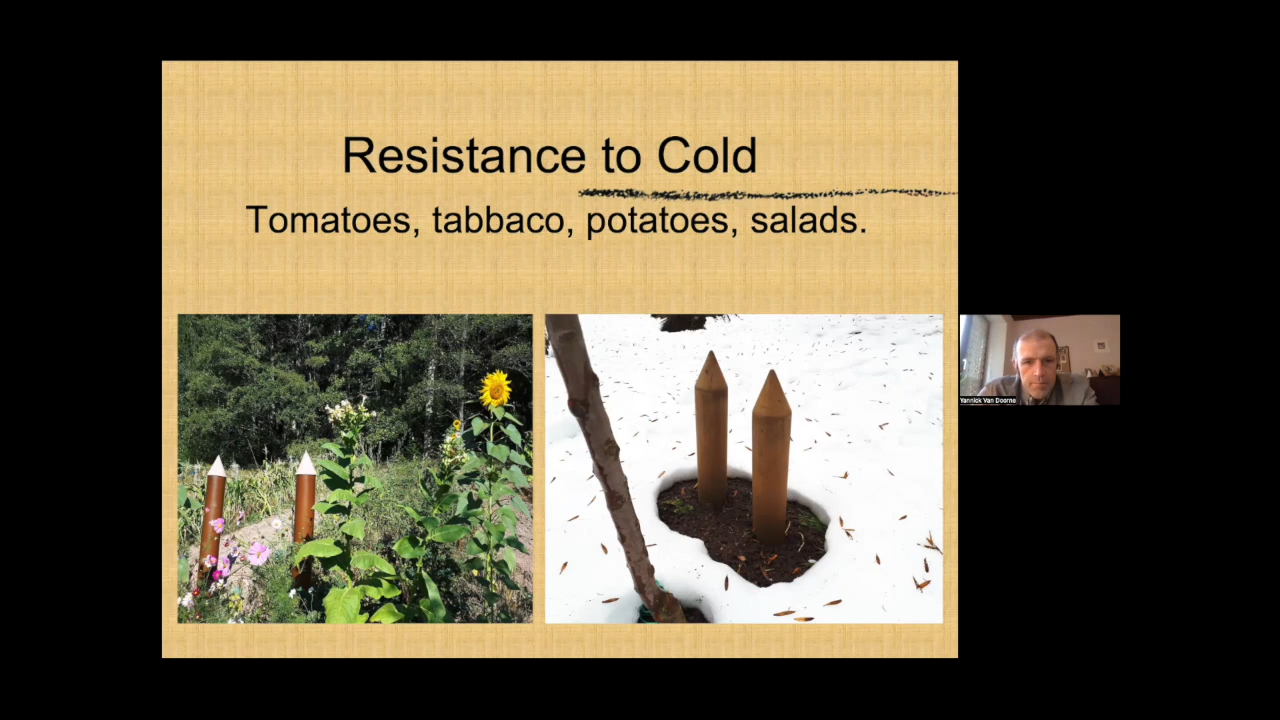 Resistance to Cold
Tomatoes, tabbaco, potatoes, salads.
Yannick Van Doorne